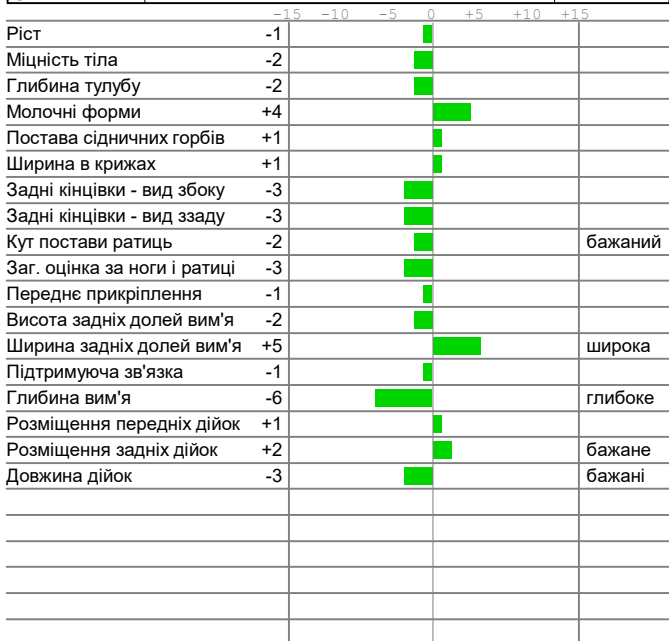 -15 -10 -5 0 +5 +10 +15
Ріст -1
Міцність тіла -2
Глибина тулубу -2
Молочні форми +4
Постава сідничних горбів +1
Ширина в крижах +1
Задні кінцівки - вид збоку -3
Задні кінцівки - вид ззаду -3
Кут постави ратиць -2 бажаний
Заг. оцінка за ноги і ратиці -3
Переднє прикріплення -1
Висота задніх долей вим'я -2
Ширина задніх долей вим'я +5 широка
Підтримуюча зв'язка -1
Глибина вим'я -6 глибоке
Розміщення передніх дійок +1
Розміщення задніх дійок +2 бажане
Довжина дійок -3 бажані